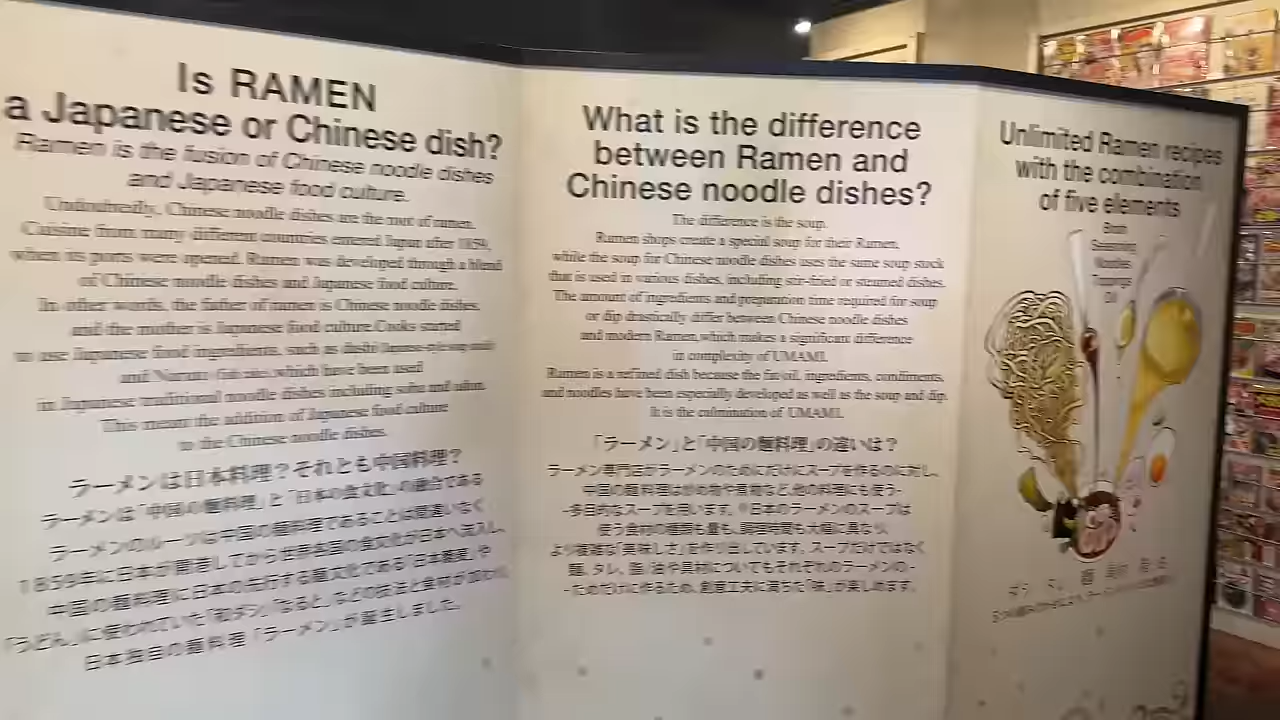 Is RAMEN
a Japanese or Chinese dish?
Ramen is the fusion of Chinese noodle dishes
and Japanese food culture.
Undoubtedly, Chinese noodle dishes are the root of ramen.
Cuisine from many different countries entered Japan after 1859,
when its ports were opened. Ramen was developed through a blend
of Chinese noodle dishes and Japanese food culture.
In other words, the father of ramen is Chinese noodle dishes,
and the mother is Japanese food culture.Cooks started
to use Japanese food ingredients, such as dashi
and Naruto which have been used
in Japanese traditional noodle dishes including soba and udon.
This meant the addition of Japanese food culture
to the Chinese noodle dishes.
ラーメンは日本料理？それとも中国料理？
ラーメンは「中国の麺料理」と「日本の食文化」の融合である
ラーメンのルーツは中国の麺料理であることは間違いなく
1859年に日本が開港してから世界各国の食文化が日本へ流入し、
中国の麺料理に日本の先行する麺文化である「日本蕎麦」や
「うどん」に使われていた「和ダシ」「なると」などの技法と食材が加わり
日本独自の麺料理「ラーメン」が誕生しました。
What is the difference
between Ramen and
Chinese noodle dishes?
The difference is the soup.
Ramen shops create a special soup for their Ramen,
while the soup for Chinese noodle dishes uses the same soup stock
that is used in various dishes, including stir-fried or steamed dishes.
The amount of ingredients and preparation time required for soup
or dip drastically differ between Chinese noodle dishes
and modern Ramen,which makes a significant difference
in complexity of UMAMI.
Ramen is a refined dish because the fat/oil, ingredients, condiments,
and noodles have been especially developed as well as the soup and dip.
It is the culmination of UMAMI.
「ラーメン」と「中国の麺料理」の違いは？
ラーメン専門店がラーメンのためにだけにスープを作るのに対し、
中国の麺料理は炒め物や蒸物など、他の料理にも使う
多目的なスープを用います。 日本のラーメンのスープは
使う食材の種類も量も、調理時間も大幅に異なり
より複雑な「美味しさ」を作り出しています。スープだけではなく
麺、タレ、脂/油や具材についてもそれぞれのラーメンの
ためだけに作るため、創意工夫に満ちた「味」が楽しめます。
Unlimited Ramen recipes
with the combination
of five elements
Broth
Seasoning
Noodles
Toppings
Oil